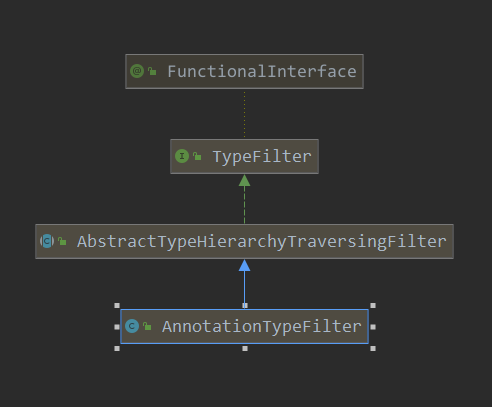 @ FunctionalInterface
I TypeFilter
C AbstractTypeHierarchyTraversingFilter
C AnnotationTypeFilter